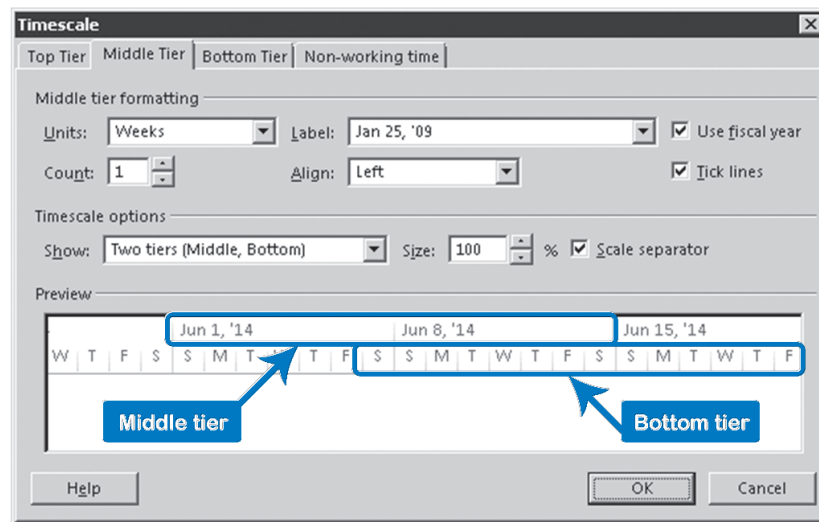 Timescale
Top Tier Middle Tier Bottom Tier Non-working time
Middle tier formatting
Units: Weeks Label: Jan 25, '09 Use fiscal year
Count: 1 Align: Left Tick lines
Timescale options
Show: Two tiers (Middle, Bottom) Size: 100 % Scale separator
Preview
Jun 1, '14 Jun 8, '14 Jun 15, '14
W T F S S M T W T F S S M T W T F S S M T W T F
Middle tier Bottom tier
Help OK Cancel